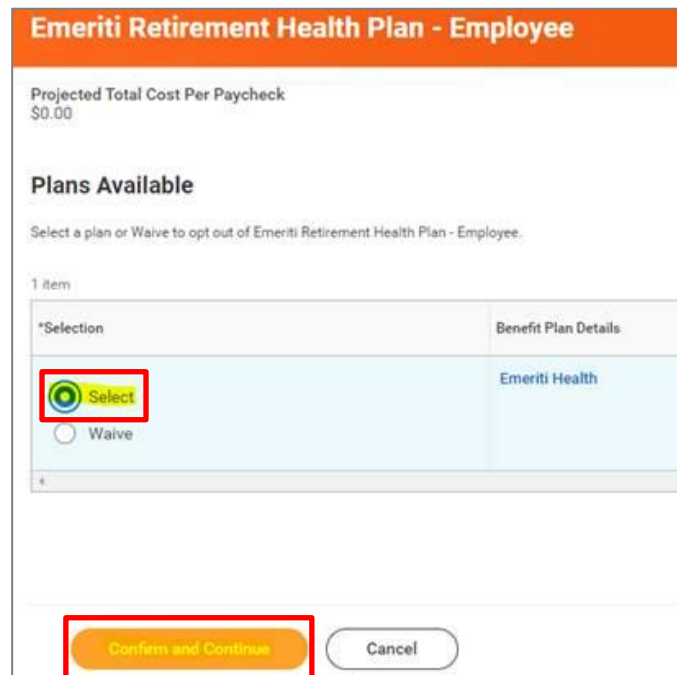 Emeriti Retirement Health Plan - Employee
Projected Total Cost Per Paycheck
$0.00
Plans Available
Select a plan or Waive to opt out of Emeriti Retirement Health Plan - Employee.
1 item
*Selection
Benefit Plan Details
Select
Emeriti Health
Waive
Confirm and Continue
Cancel